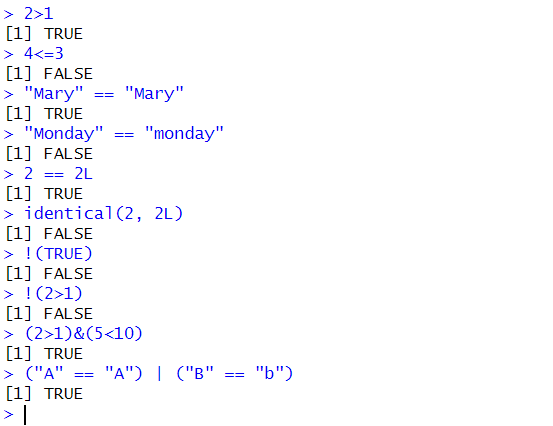 > 2>1
[1] TRUE
> 4<=3
[1] FALSE
> "Mary" == "Mary"
[1] TRUE
> "Monday" == "monday"
[1] FALSE
> 2 == 2L
[1] TRUE
> identical(2, 2L)
[1] FALSE
> !(TRUE)
[1] FALSE
> !(2>1)
[1] FALSE
> (2>1)&(5<10)
[1] TRUE
> ("A" == "A") | ("B" == "b")
[1] TRUE
>